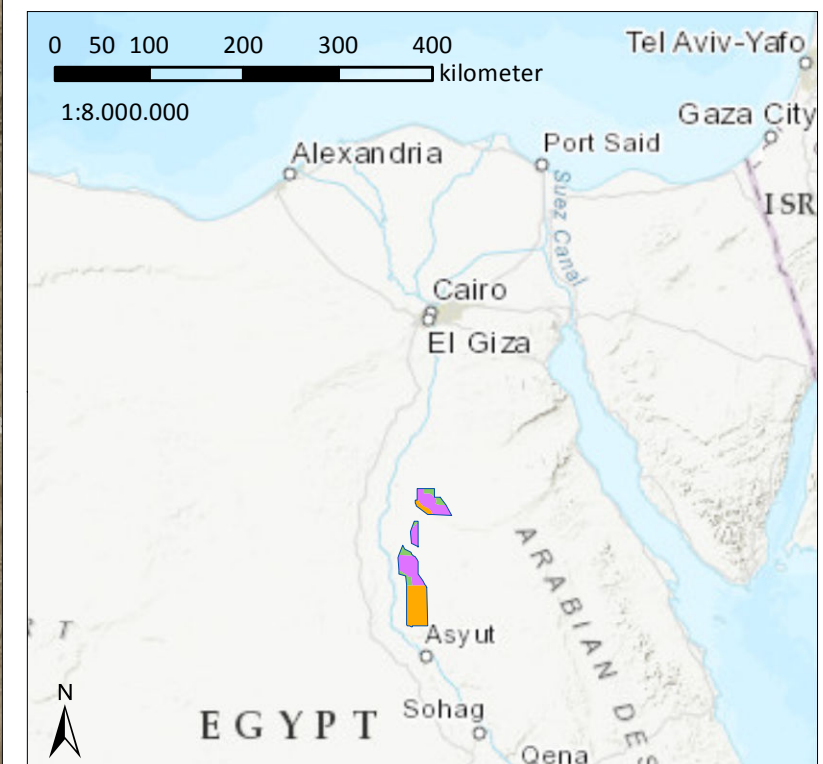 0 50 100 200 300 400
kilometer
1:8.000.000
Tel Aviv-Yafo
Gaza City
Port Said
Alexandria
Suez Canal
ISR
Cairo
El Giza
ARABIAN DES
Asyut
R T
N
EGYPT
Sohag
Qena